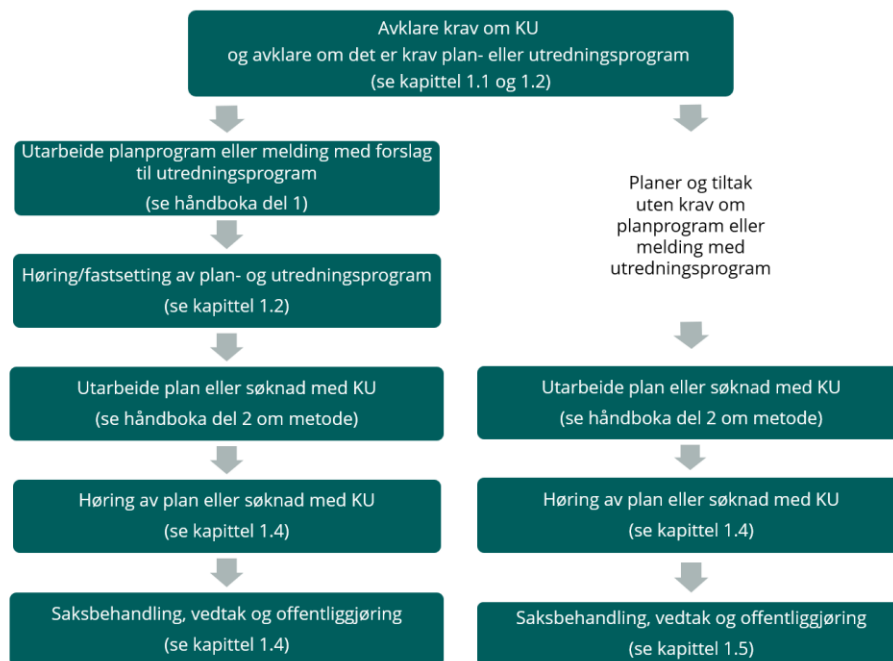 Avklare krav om KU
og avklare om det er krav plan- eller utredningsprogram
(se kapittel 1.1 og 1.2)
Utarbeide planprogram eller melding med forslag
til utredningsprogram
(se håndboka del 1)
Høring/fastsetting av plan- og utredningsprogram
(se kapittel 1.2)
Utarbeide plan eller søknad med KU
(se håndboka del 2 om metode)
Høring av plan eller søknad med KU
(se kapittel 1.4)
Saksbehandling, vedtak og offentliggjøring
(se kapittel 1.4)
Planer og tiltak
uten krav om
planprogram eller
melding med
utredningsprogram
Utarbeide plan eller søknad med KU
(se håndboka del 2 om metode)
Høring av plan eller søknad med KU
(se kapittel 1.4)
Saksbehandling, vedtak og offentliggjøring
(se kapittel 1.5)